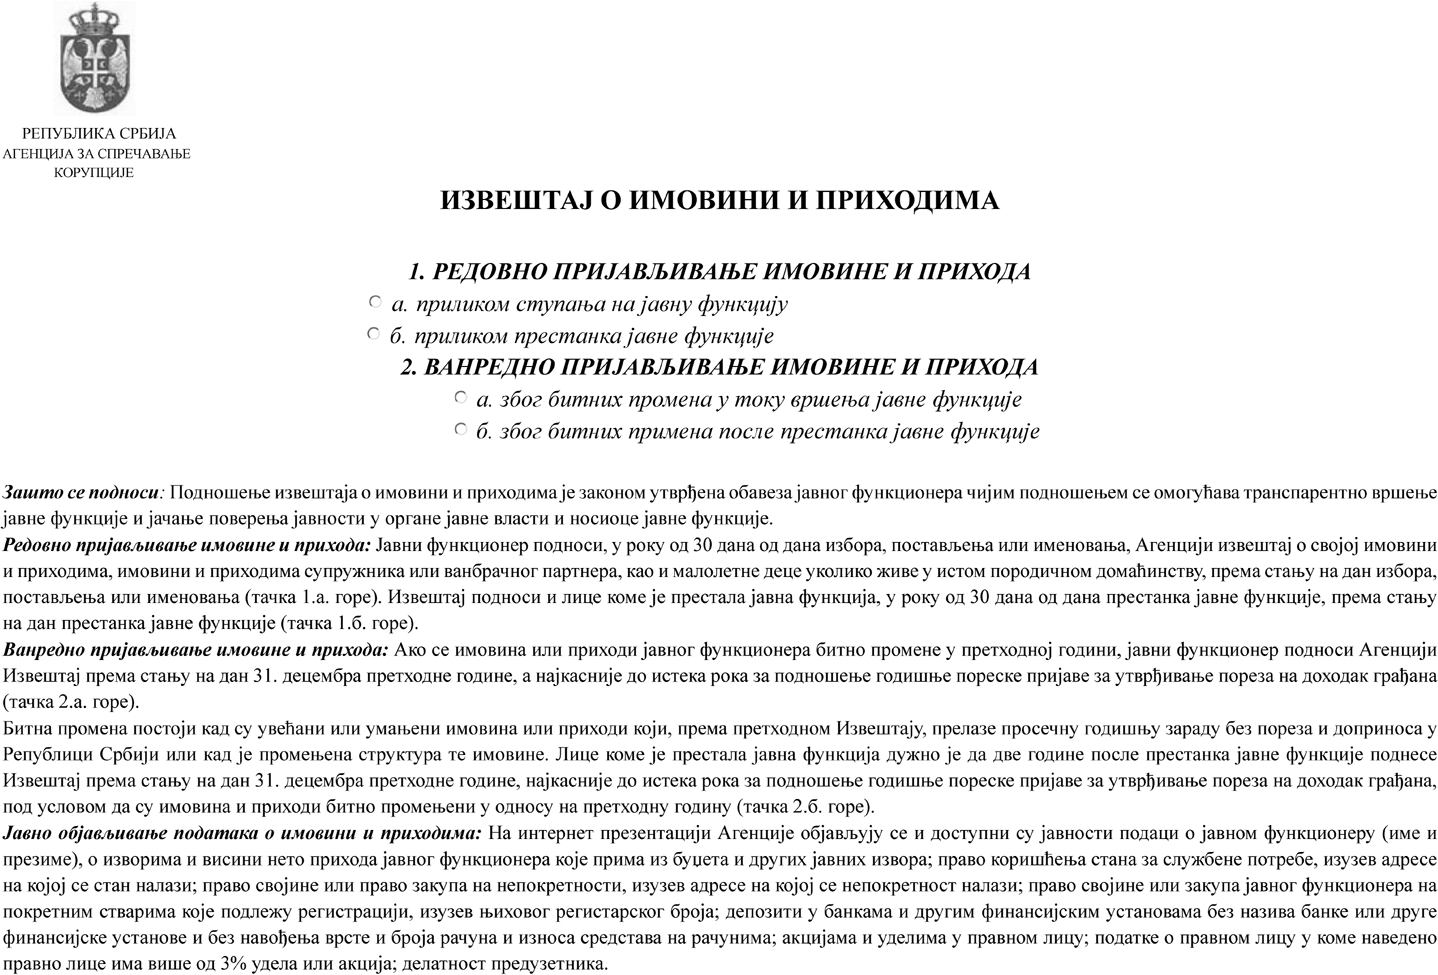 РЕПУБЛИКА СРБИЈА
АГЕНЦИЈА ЗА СПРЕЧАВАЊЕ
КОРУПЦИЈЕ
ИЗВЕШТАЈ О ИМОВИНИ И ПРИХОДИМА
1. РЕДОВНО ПРИЈАВЉИВАЊЕ ИМОВИНЕ И ПРИХОДА
а. приликом ступања на јавну функцију
б. приликом престанка јавне функције
2. ВАНРЕДНО ПРИЈАВЉИВАЊЕ ИМОВИНЕ И ПРИХОДА
а. због битних промена у току вршења јавне функције
б. због битних примена после престанка јавне функције
Зашто се подноси: Подношење извештаја о имовини и приходима је законом утврђена обавеза јавног функционера чијим подношењем се омогућава транспарентно вршење
јавне функције и јачање поверења јавности у органе јавне власти и носиоце јавне функције.
Редовно пријављивање имовине и прихода: Јавни функционер подноси, у року од 30 дана од дана избора, постављења или именовања, Агенцији извештај о својој имовини
и приходима, имовини и приходима супружника или ванбрачног партнера, као и малолетне деце уколико живе у истом породичном домаћинству, према стању на дан избора,
постављења или именовања (тачка 1.а. горе). Извештај подноси и лице коме је престала јавна функција, у року од 30 дана од дана престанка јавне функције, према стању
на дан престанка јавне функције (тачка 1.б. горе).
Ванредно пријављивање имовине и прихода: Ако се имовина или приходи јавног функционера битно промене у претходној години, јавни функционер подноси Агенцији
Извештај према стању на дан 31. децембра претходне године, а најкасније до истека рока за подношење годишње пореске пријаве за утврђивање пореза на доходак грађана
(тачка 2.а. горе).
Битна промена постоји кад су увећани или умањени имовина или приходи који, према претходном Извештају, прелазе просечну годишњу зараду без пореза и доприноса у
Републици Србији или кад је промењена структура те имовине. Лице коме је престала јавна функција дужно је да две године после престанка јавне функције поднесе
Извештај према стању на дан 31. децембра претходне године, најкасније до истека рока за подношење годишње пореске пријаве за утврђивање пореза на доходак грађана,
под условом да су имовина и приходи битно промењени у односу на претходну годину (тачка 2.б. горе).
Јавно објављивање података о имовини и приходима: На интернет презентацији Агенције објављују се и доступни су јавности подаци о јавном функционеру (име и
презиме), о изворима и висини нето прихода јавног функционера које прима из буџета и других јавних извора; право коришћења стана за службене потребе, изузев адресе
на којој се стан налази; право својине или право закупа на непокретности, изузев адресе на којој се непокретност налази; право својине или закупа јавног функционера на
покретним стварима које подлежу регистрацији, изузев њиховог регистарског броја; депозити у банкама и другим финансијским установама без назива банке или друге
финансијске установе и без навођења врсте и броја рачуна и износа средстава на рачунима; акцијама и уделима у правном лицу; податке о правном лицу у коме наведено
правно лице има више од 3% удела или акција; делатност предузетника.